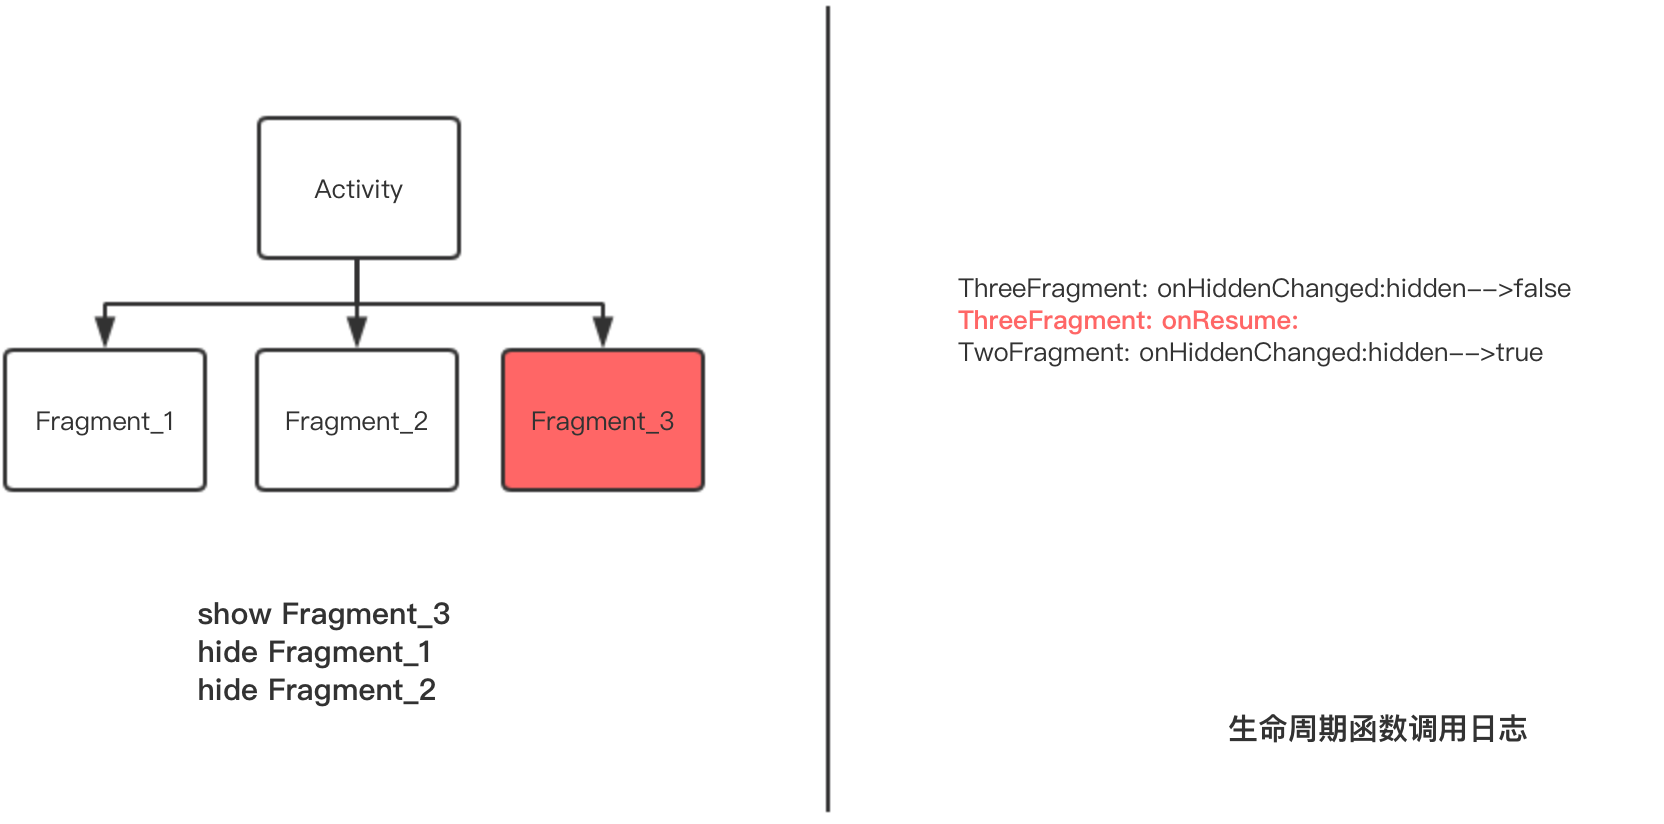 Activity
Fragment_1
Fragment_2
Fragment_3
show Fragment_3
hide Fragment_1
hide Fragment_2
ThreeFragment: onHiddenChanged:hidden-->false
ThreeFragment: onResume:
TwoFragment: onHiddenChanged:hidden-->true
生命周期函数调用日志